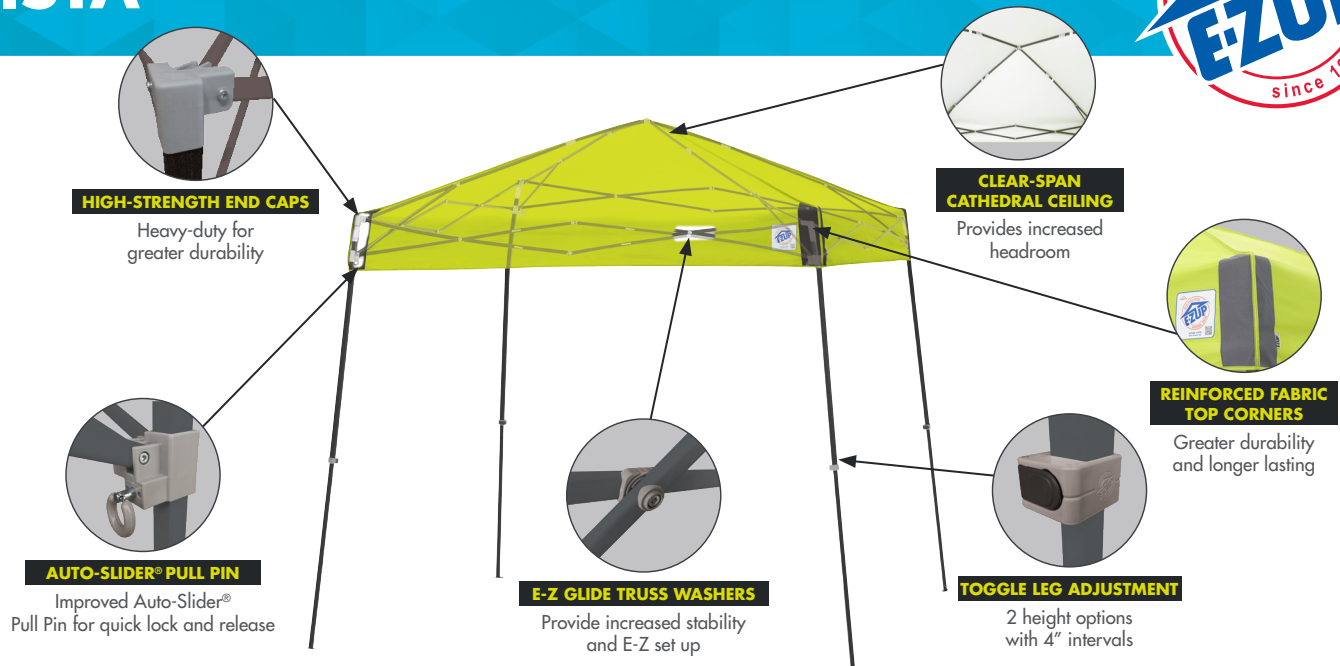 E-ZUP
since
HIGH-STRENGTH END CAPS
Heavy-duty for
greater durability
CLEAR-SPAN
CATHEDRAL CEILING
Provides increased
headroom
E-ZUP
E-ZUP
REINFORCED FABRIC
TOP CORNERS
Greater durability
and longer lasting
AUTO-SLIDER® PULL PIN
Improved Auto-Slider®
Pull Pin for quick lock and release
E-Z GLIDE TRUSS WASHERS
Provide increased stability
and E-Z set up
TOGGLE LEG ADJUSTMENT
2 height options
with 4” intervals